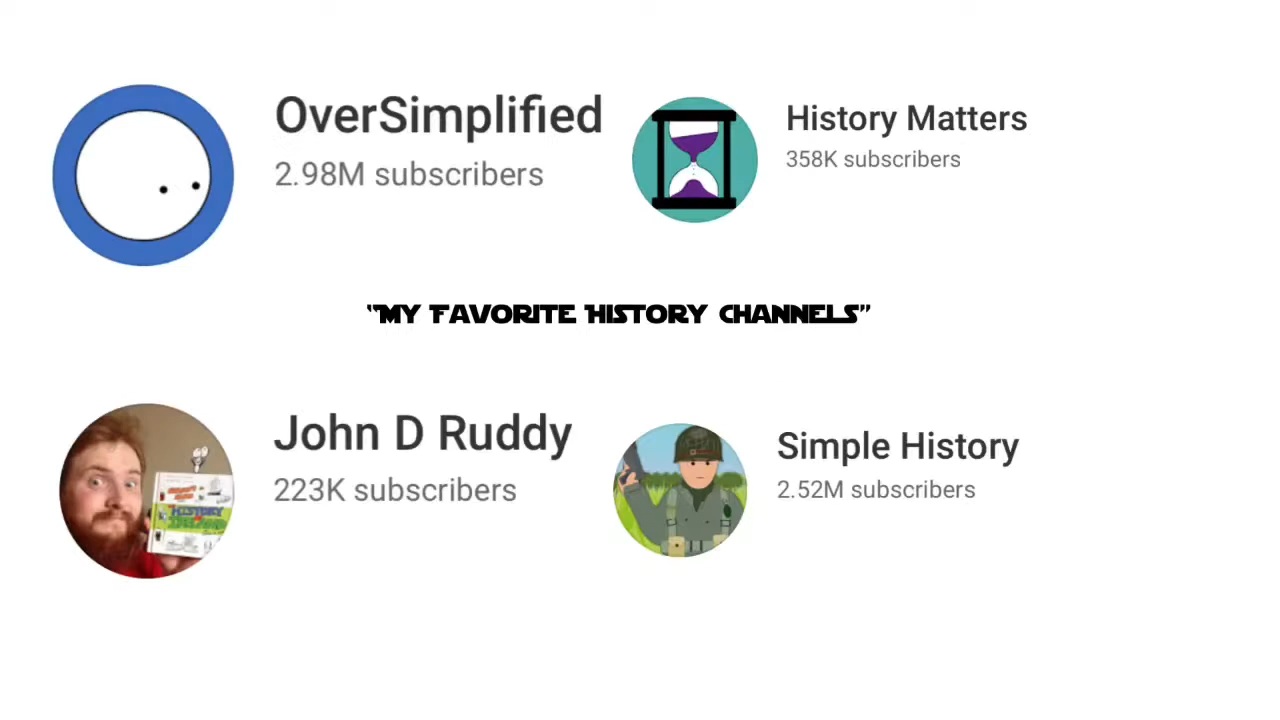 OverSimplified
2.98M subscribers
History Matters
358K subscribers
"My Favorite History Channels"
John D Ruddy
223K subscribers
HISTORY
Simple History
2.52M subscribers